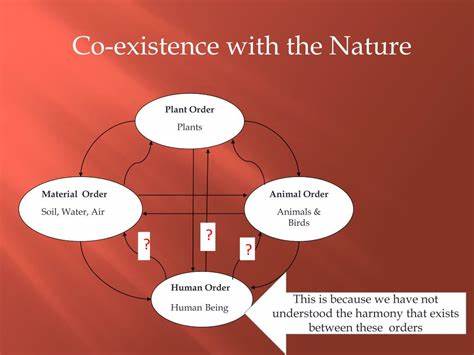 Co-existence with the Nature
Plant Order
Plants
Material Order
Soil, Water, Air
Animal Order
Animals &
Birds
?
?
?
Human Order
Human Being
This is because we have not
understood the harmony that exists
between these orders